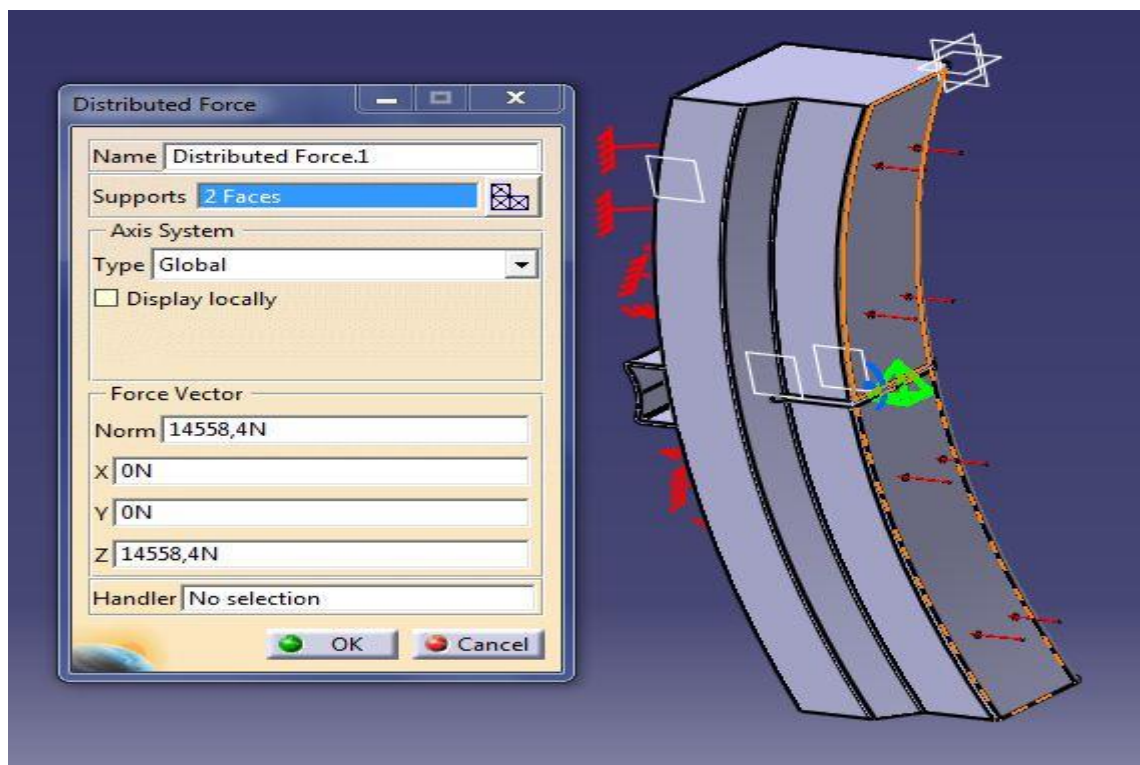 Distributed Force
Name Distributed Force.1
Supports 2 Faces
Axis System
Type Global
Display locally
Force Vector
Norm 14558,4N
X 0N
Y 0N
Z 14558,4N
Handler No selection
OK Cancel